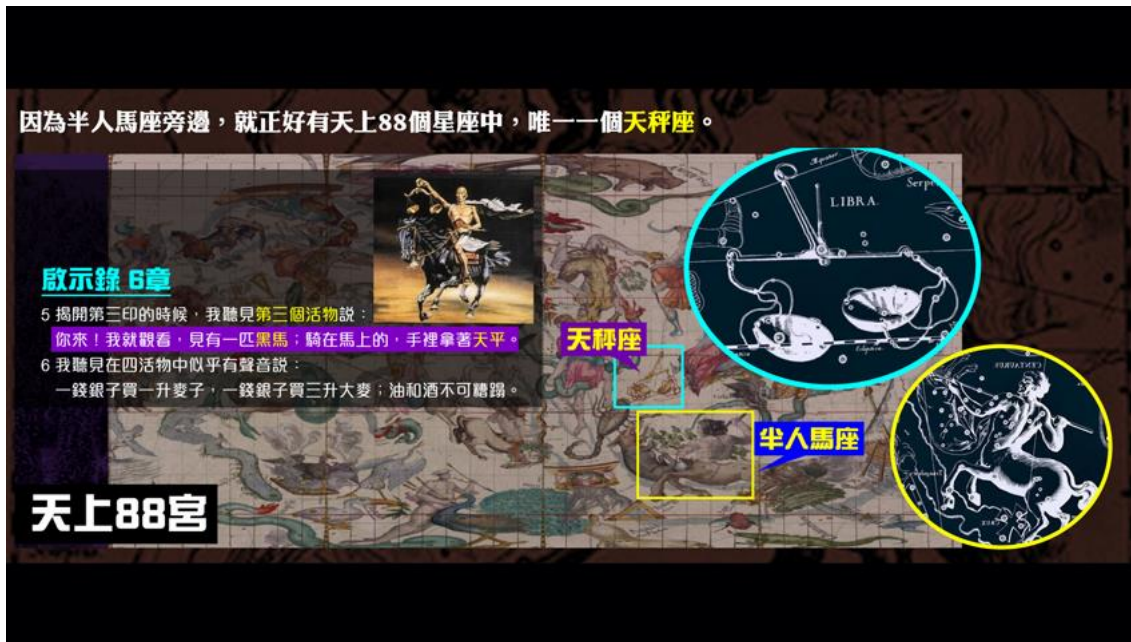 因為半人馬座旁邊，就正好有天上88個星座中，唯一一個天秤座。
啟示錄 6章
5 揭開第三印的時候，我聽見第三個活物說：
你來！我就觀看，見有一匹黑馬；騎在馬上的，手裡拿著天平。
6 我聽見在四活物中似乎有聲音說：
一錢銀子買一升麥子，一錢銀子買三升大麥；油和酒不可糟蹋。
天秤座
半人馬座
LIBRA.
CENTAURUS
天上88宮